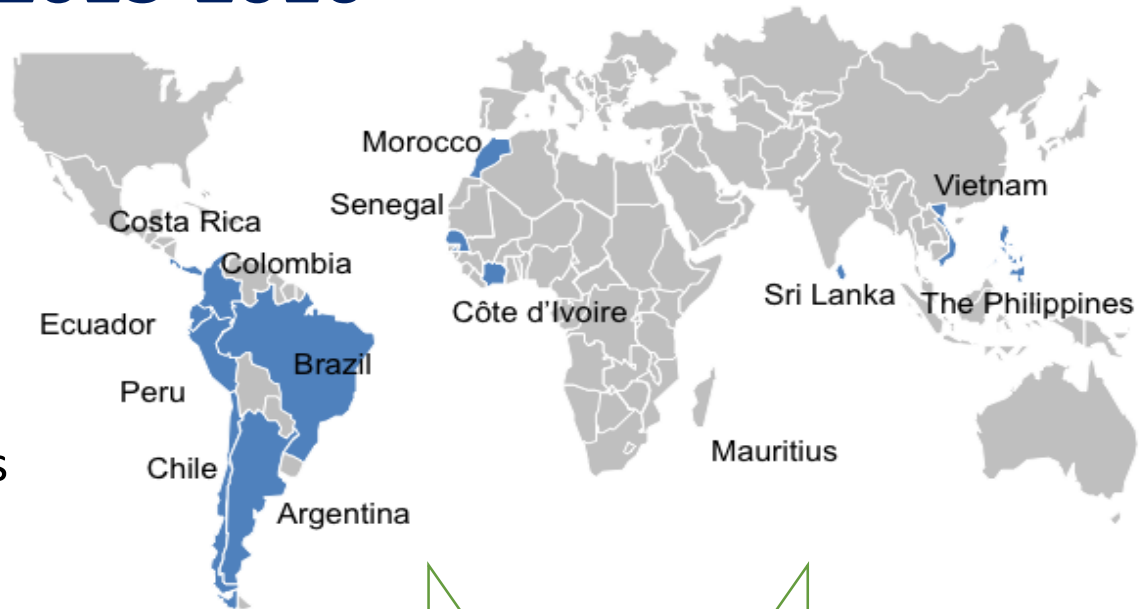 Morocco
Vietnam
Senegal
Costa Rica
Colombia
Sri Lanka
The Philippines
Côte d'Ivoire
Ecuador
Brazil
Peru
Mauritius
Chile
s
Argentina